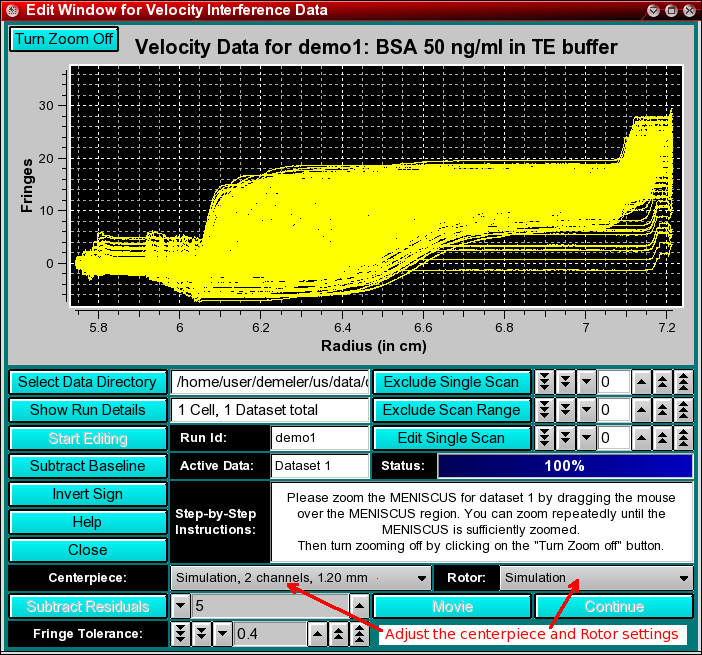 Edit Window for Velocity Interference Data
Turn Zoom Off
Velocity Data for demo1: BSA 50 ng/ml in TE buffer
Fringes
30
20
10
0
5.8 6 6.2 6.4 6.6 6.8 7 7.2
Radius (in cm)
Select Data Directory /home/user/demeler/us/data/ Exclude Single Scan 0
Show Run Details 1 Cell, 1 Dataset total Exclude Scan Range 0
Start Editing Run Id: demo1 Edit Single Scan 0
Subtract Baseline Active Data: Dataset 1 Status: 100%
Invert Sign
Help
Close
Step-by-Step
Instructions:
Please zoom the MENISCUS for dataset 1 by dragging the mouse
over the MENISCUS region. You can zoom repeatedly until the
MENISCUS is sufficiently zoomed.
Then turn zooming off by clicking on the "Turn Zoom off" button.
Centerpiece: Simulation, 2 channels, 1.20 mm Rotor: Simulation
Subtract Residuals 5 Movie Continue
Fringe Tolerance: 0.4 Adjust the centerpiece and Rotor settings